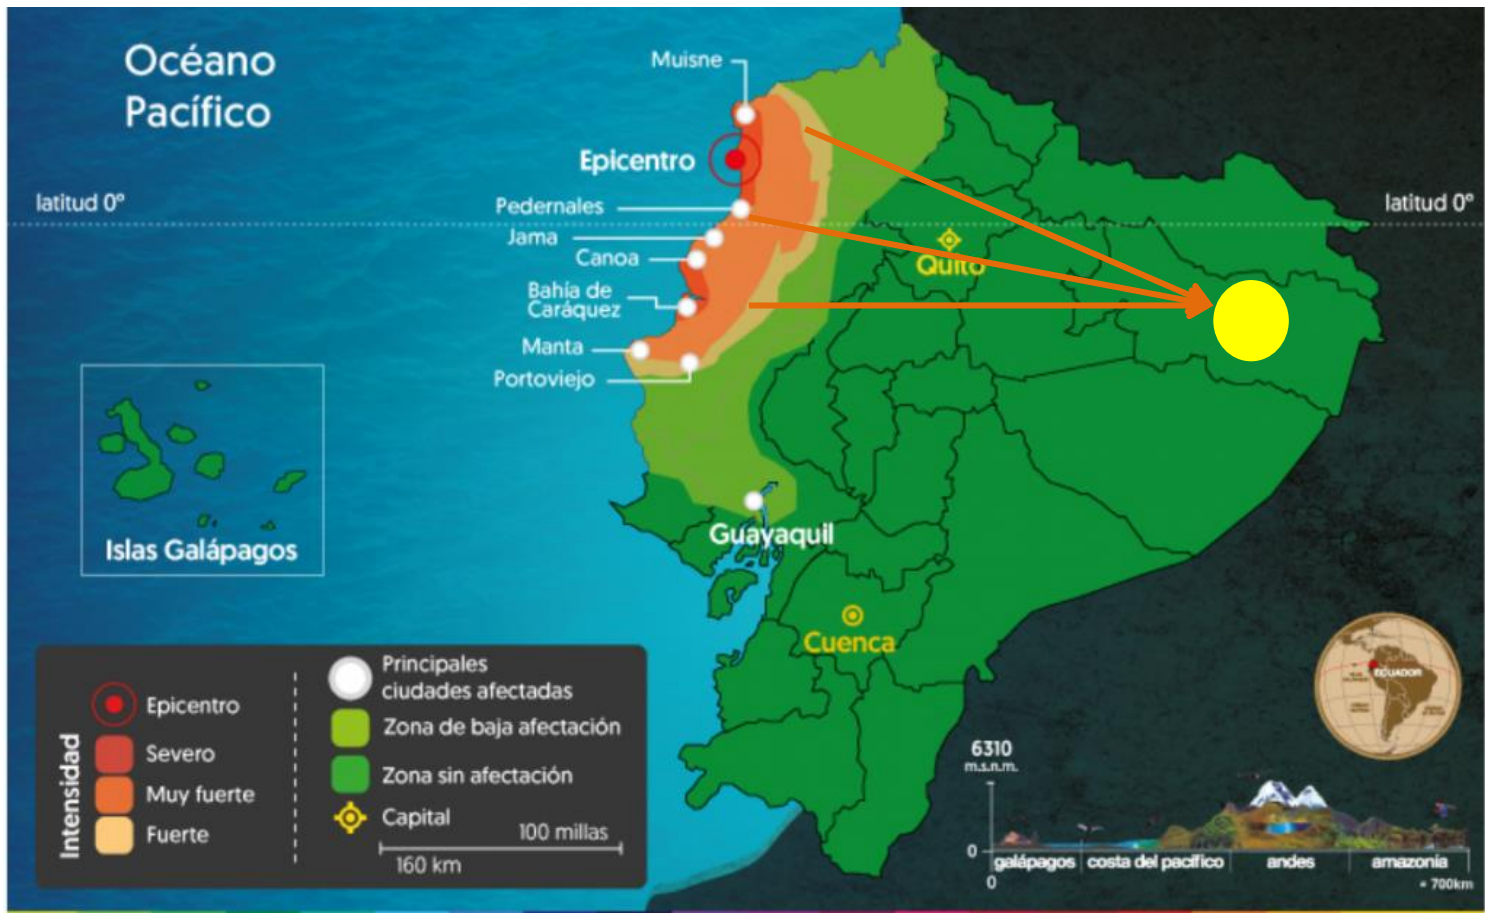 Océano
Pacífico
Muisne
Epicentro
latitud 0°
latitud 0°
Pedernales
Jama
Canoa
Quito
Bahía de
Caráquez
Manta
Portoviejo
Guayaquil
Islas Galápagos
Cuenca
Intensidad
Epicentro
Severo
Muy fuerte
Fuerte
Principales
ciudades afectadas
Zona de baja afectación
Zona sin afectación
Capital
100 millas
160 km
ECUADOR
6310
m.s.n.m.
0
galápagos
costa del pacífico
andes
amazonía
0
+ 700km